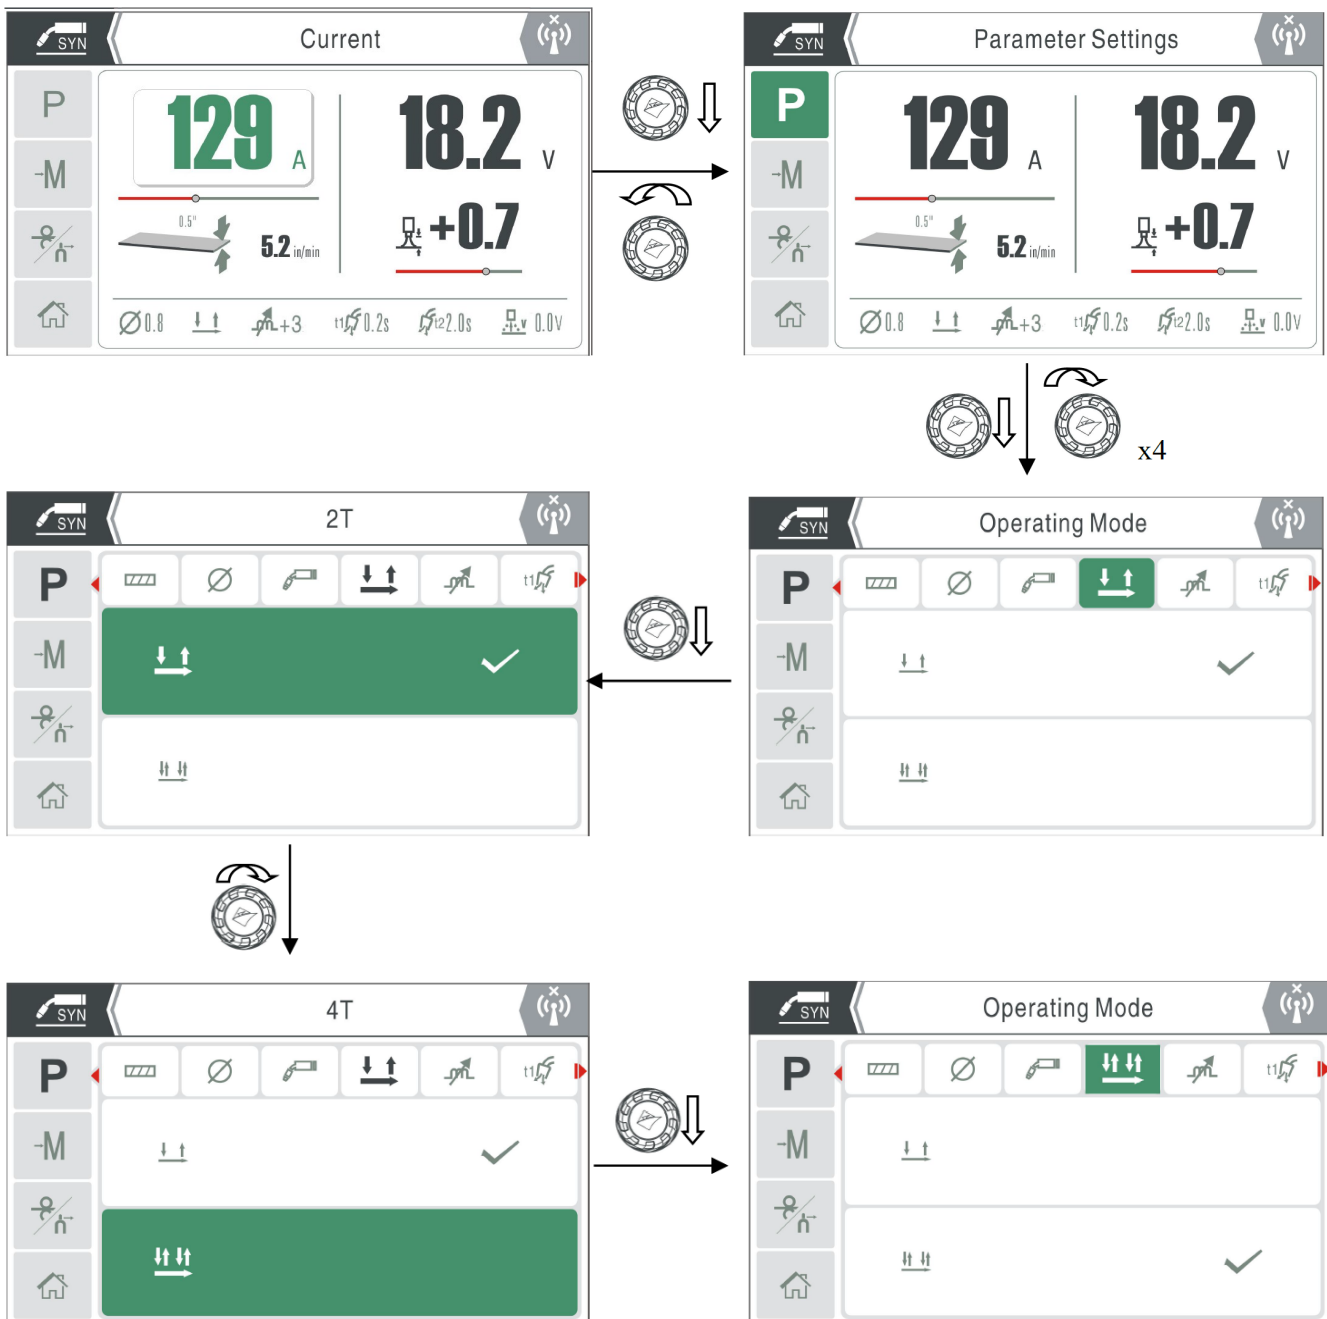 SYN
Current
P
129 A
18.2 V
→M
0.5"
5.2 in/min
+0.7
0.8
+3
t1 0.2s
t2 2.0s
V 0.0V
SYN
Parameter Settings
P
129 A
18.2 V
→M
0.5"
5.2 in/min
+0.7
0.8
+3
t1 0.2s
t2 2.0s
V 0.0V
x4
SYN
2T
P
t1
→M
SYN
Operating Mode
P
t1
→M
SYN
4T
P
t1
→M
SYN
Operating Mode
P
t1
→M